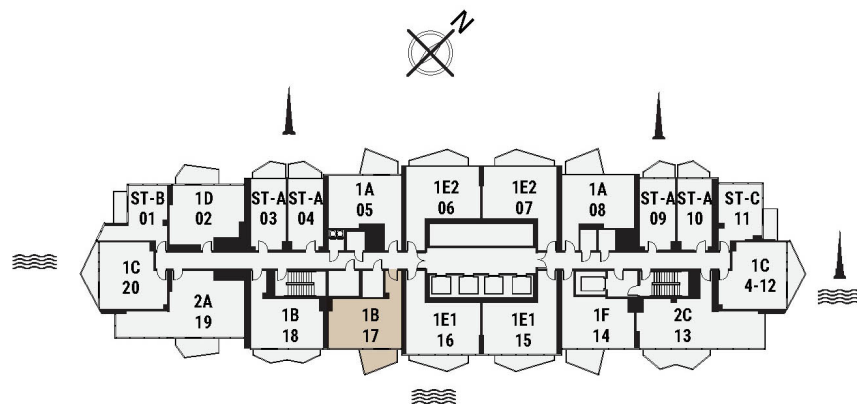 N
ST-B
01
1D
02
ST-A
03
ST-A
04
1A
05
1E2
06
1E2
07
1A
08
ST-A
09
ST-A
10
ST-C
11
1C
20
2A
19
1B
18
1B
17
1E1
16
1E1
15
1F
14
2C
13
1C
4-12